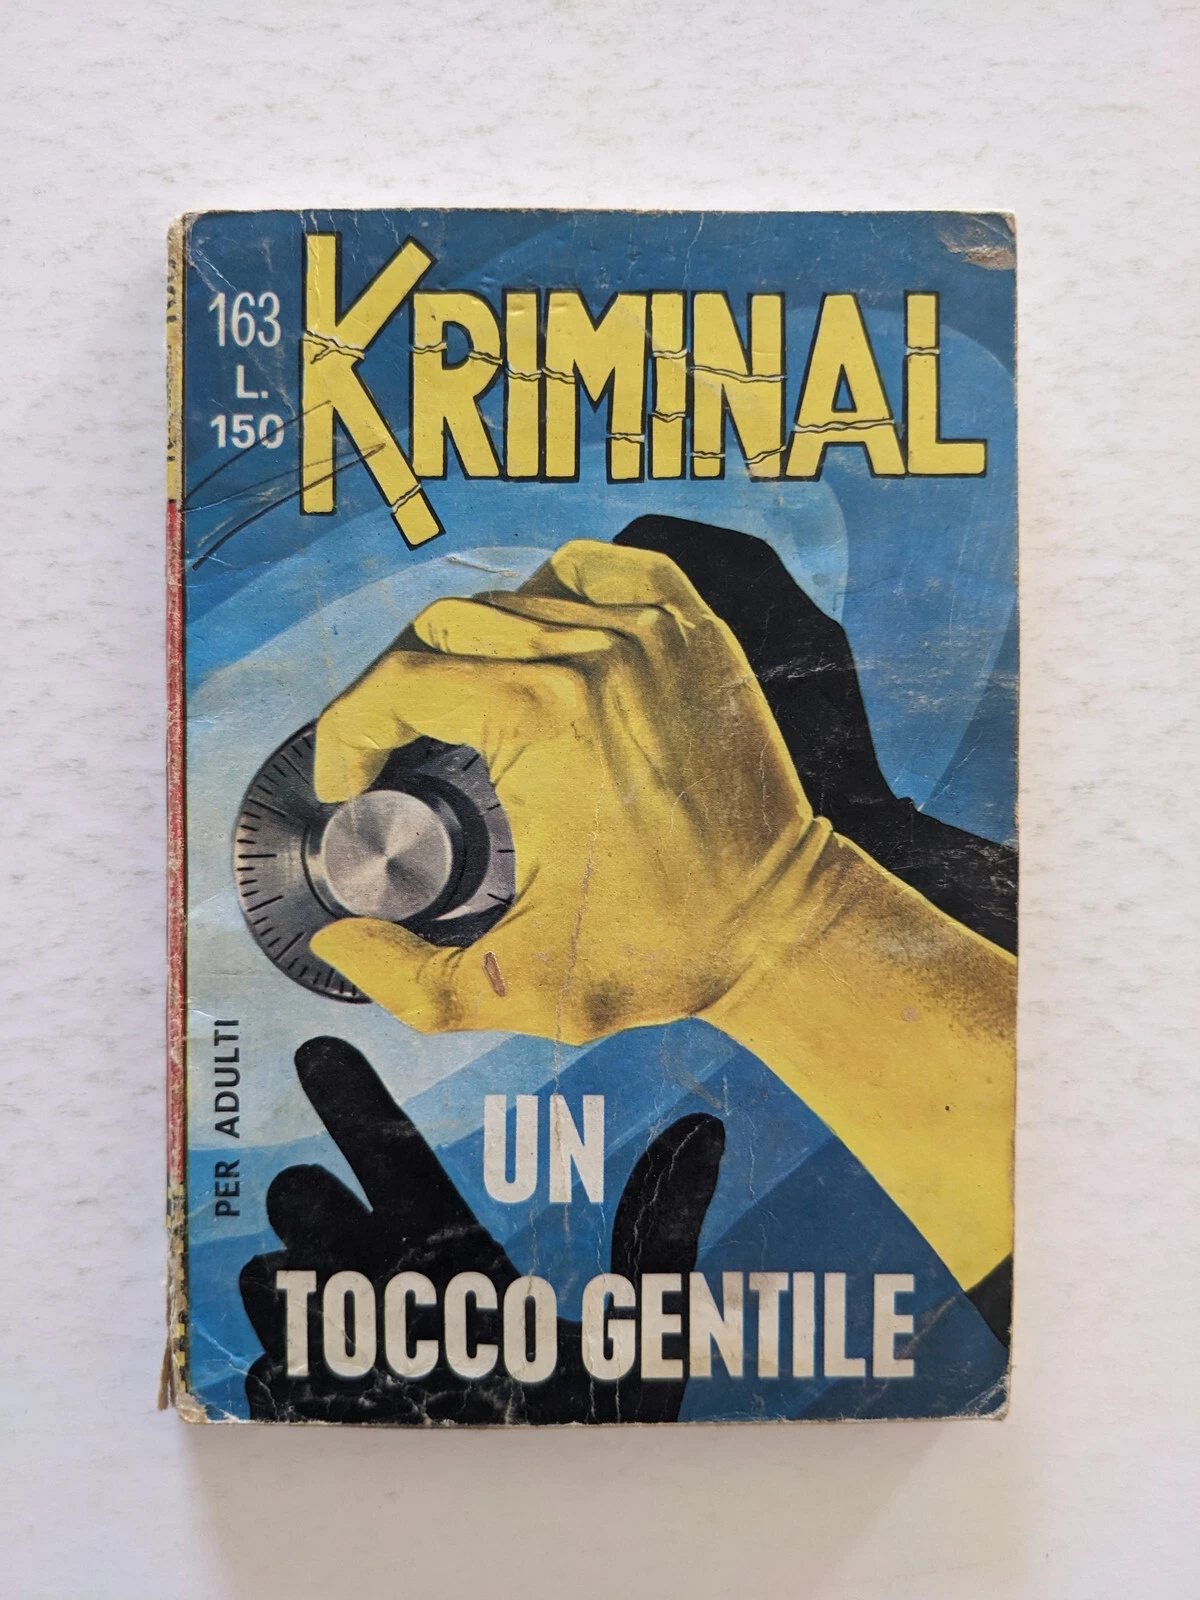 KRIMINAL
163
L.
150
PER ADULTI
UN
TOCCO GENTILE